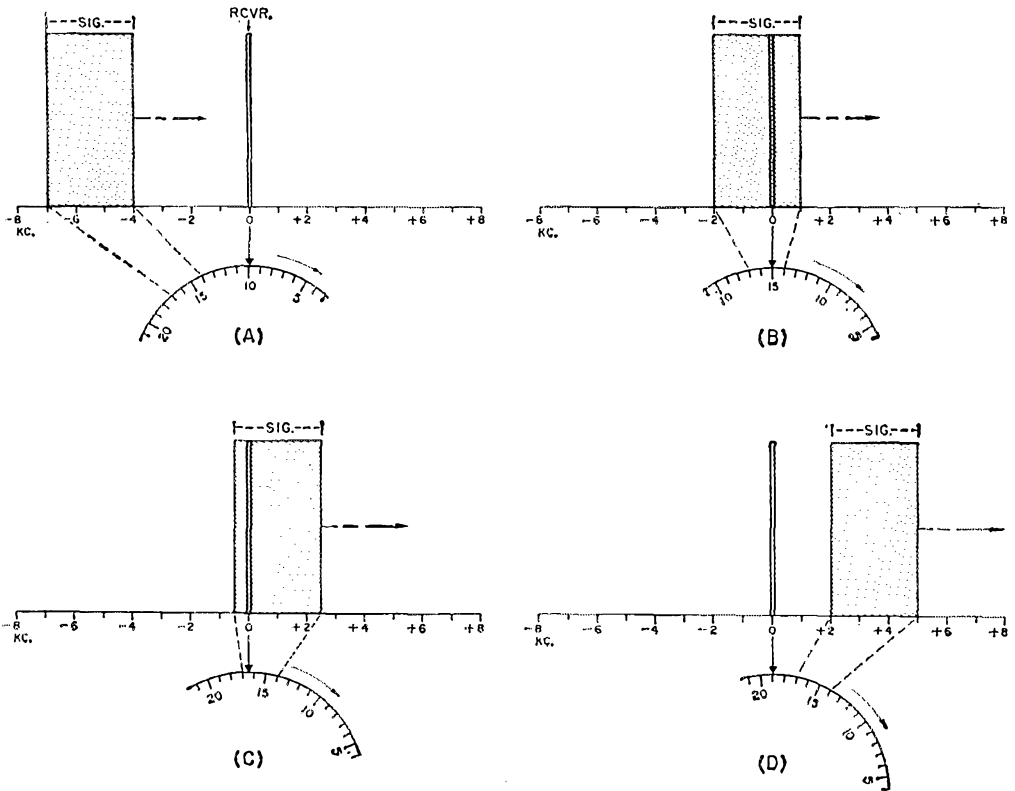 SIG. RCVR.
-8 -6 -4 -2 0 +2 +4 +6 +8
KC.
20 15 10 5
(A)
SIG.
-8 -6 -4 -2 0 +2 +4 +6 +8
KC.
10 15 10 5
(B)
SIG.
-8 -6 -4 -2 0 +2 +4 +6 +8
KC.
20 15 10 5
(C)
SIG.
-8 -6 -4 -2 0 +2 +4 +6 +8
KC.
20 15 10 5
(D)